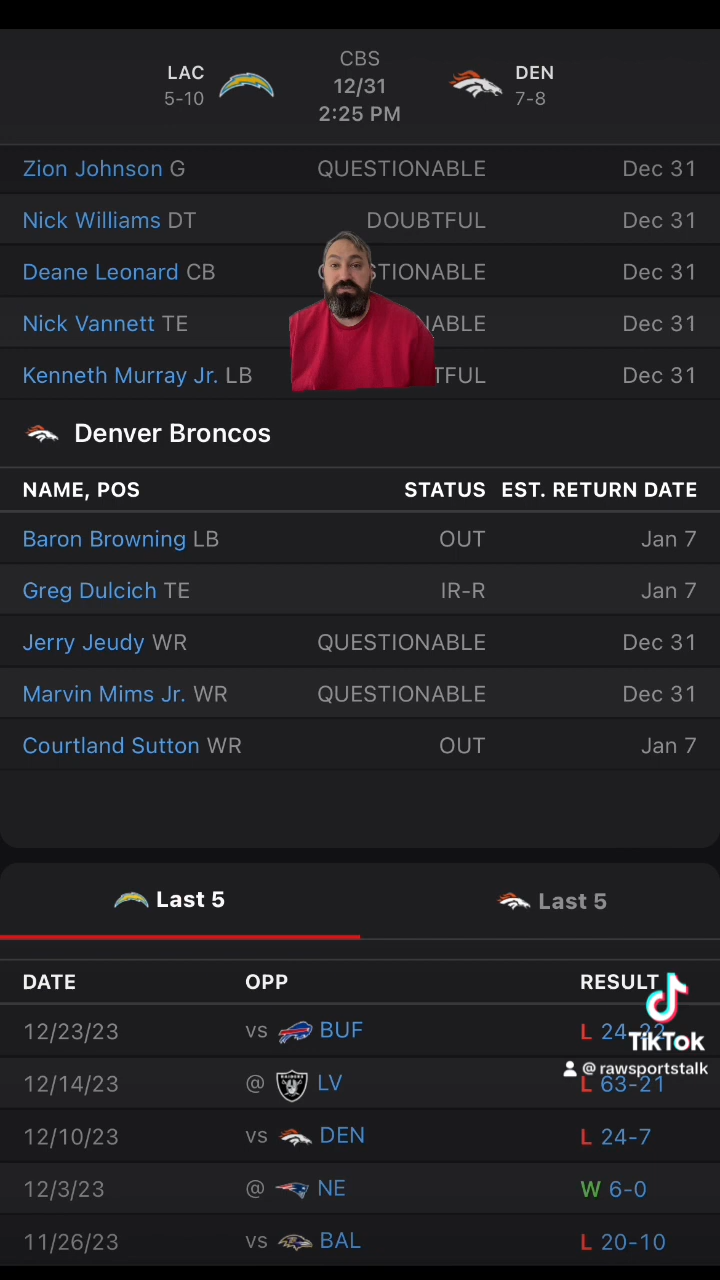 CBS
LAC 12/31 DEN
5-10 2:25 PM 7-8
Zion Johnson G QUESTIONABLE Dec 31
Nick Williams DT DOUBTFUL Dec 31
Deane Leonard CB STIONABLE Dec 31
Nick Vannett TE NABLE Dec 31
Kenneth Murray Jr. LB TFUL Dec 31
Denver Broncos
NAME, POS STATUS EST. RETURN DATE
Baron Browning LB OUT Jan 7
Greg Dulcich TE IR-R Jan 7
Jerry Jeudy WR QUESTIONABLE Dec 31
Marvin Mims Jr. WR QUESTIONABLE Dec 31
Courtland Sutton WR OUT Jan 7
Last 5 Last 5
DATE OPP RESULT
12/23/23 vs BUF L 24-22
TikTok
@rawsportstalk
12/14/23 @ RAIDERS LV L 63-21
12/10/23 vs DEN L 24-7
12/3/23 @ NE W 6-0
11/26/23 vs BAL L 20-10